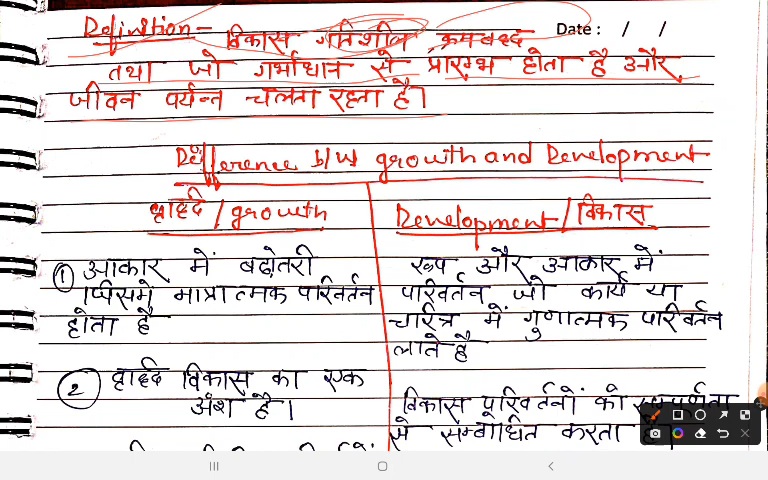 Definition - विकास गतिशील क्रमबध्द
Date: / /
तथा जो गर्भाधान से प्रारम्भ होता है और
जीवन पर्यन्त चलता रहता है।
Difference b/w growth and Development
वृद्धि / growth
Development / विकास
① आकार में बढ़ोतरी
जिसमे मात्रात्मक परिवर्तन
होता है
रूप और आकार में
परिवर्तन जो कार्य या
चरित्र में गुणात्मक परिवर्तन
लाते है
② वृद्धि विकास का एक
अंश है।
विकास परिवर्तनों की
से सम्बोधित करता